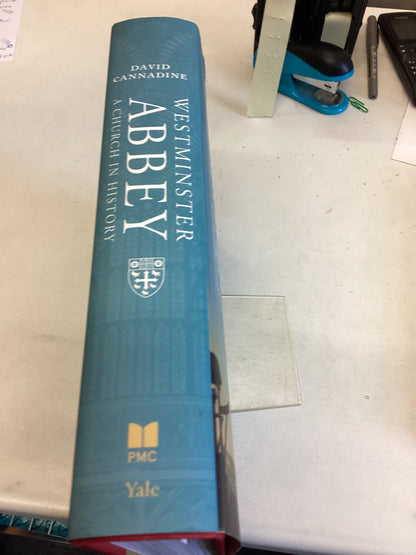 DAVID
CANNADINE
WESTMINSTER
ABBEY
A CHURCH IN HISTORY
PMC
Yale